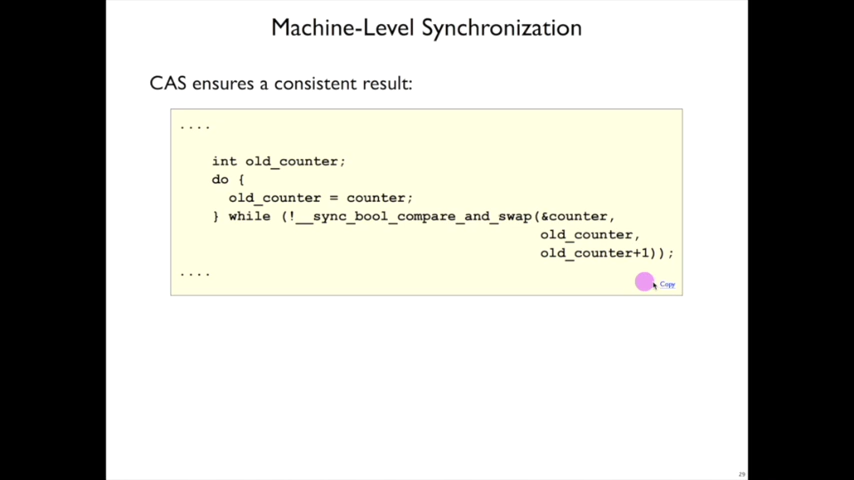 Machine-Level Synchronization
CAS ensures a consistent result:
....
int old_counter;
do {
old_counter = counter;
} while (!__sync_bool_compare_and_swap(&counter,
old_counter,
old_counter+1));
....
Copy
29